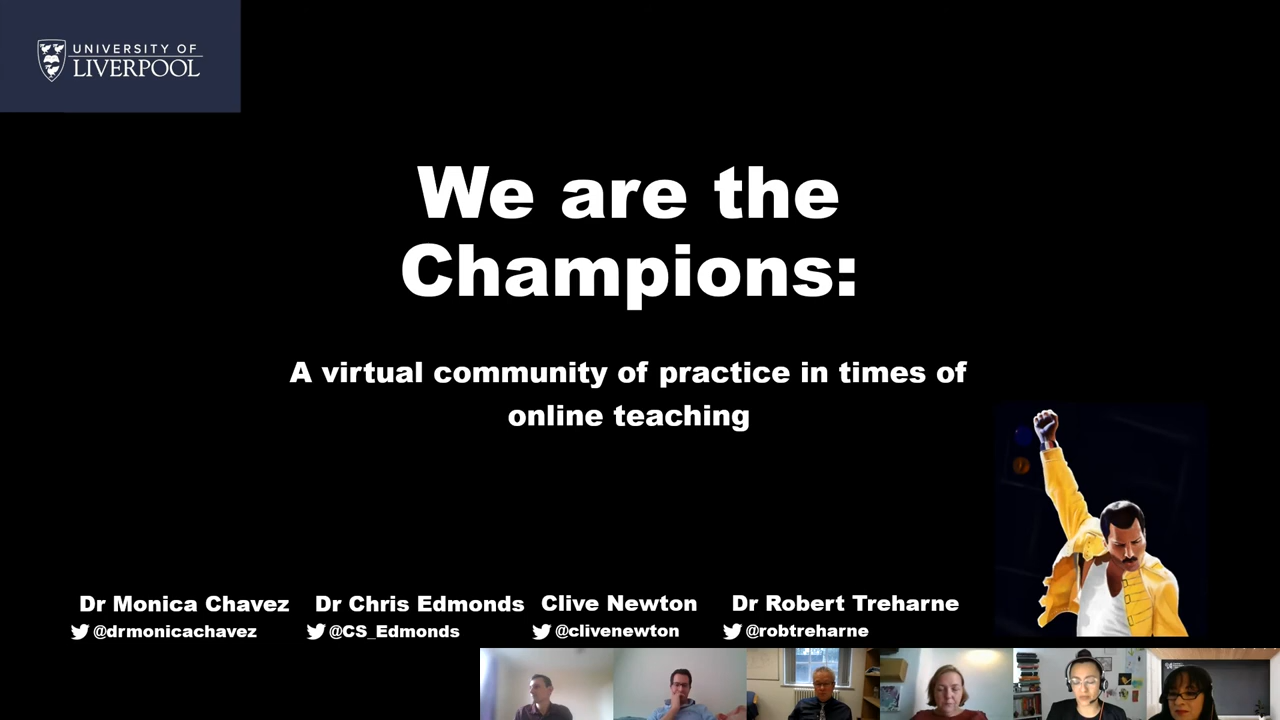 UNIVERSITY OF
LIVERPOOL
We are the
Champions:
A virtual community of practice in times of
online teaching
Dr Monica Chavez
@drmonicachavez
Dr Chris Edmonds
@CS_Edmonds
Clive Newton
@clivenewton
Dr Robert Treharne
@robtreharne